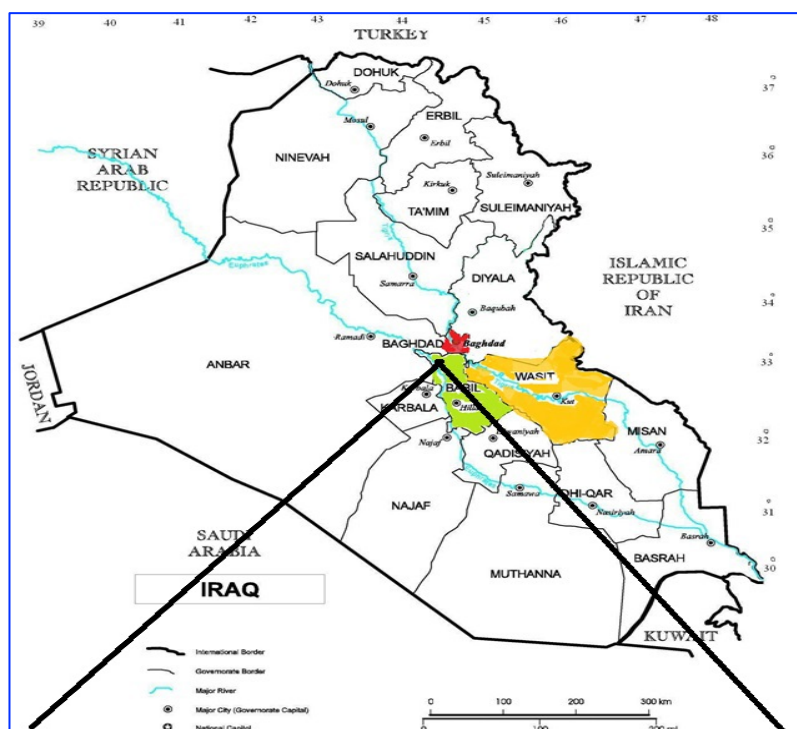 39 40 41 42 43 44 45 46 47 48
TURKEY
DOHUK
Dohuk
37
Mosul
ERBIL
Erbil
SYRIAN
ARAB
REPUBLIC
NINEVAH
36
Kirkuk
Suleimaniyah
TA'MIM
SULEIMANIYAH
35
SALAHUDDIN
Samarra
DIYALA
ISLAMIC
REPUBLIC
OF
IRAN
34
Baqubah
Ramadi
BAGHDAD
Baghdad
33
ANBAR
JORDAN
WASIT
BABIL
Kut
Karbala
KARBALA
MISAN
Amara
32
Najaf
QADISIYAH
NAJAF
Samawa
DHI-QAR
Nasiriyah
31
Basrah
SAUDI
ARABIA
BASRAH
30
MUTHANNA
IRAQ
KUWAIT
International Border
Governorate Border
Major River
Major City (Governorate Capital)
National Capitol
0 100 200 300 km
0 100